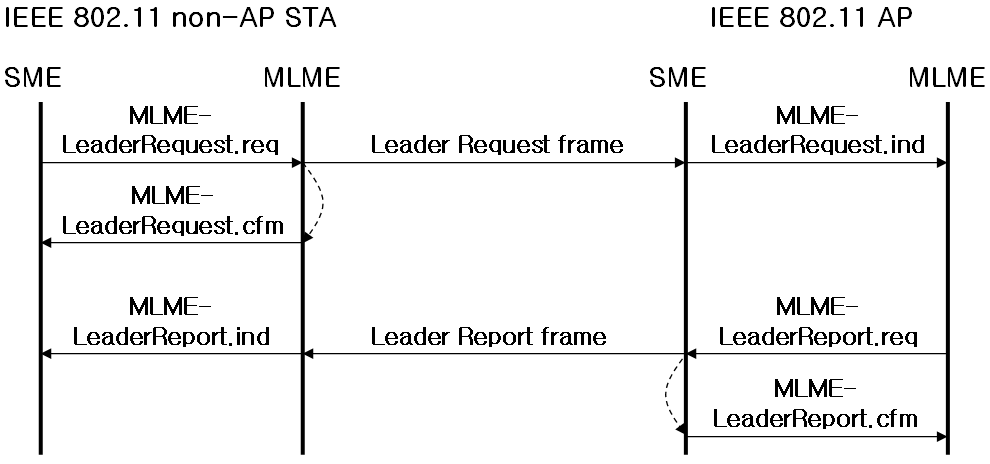 IEEE 802.11 non-AP STA
IEEE 802.11 AP
SME
MLME
SME
MLME
MLME-
LeaderRequest.req
Leader Request frame
MLME-
LeaderRequest.ind
MLME-
LeaderRequest.cfm
MLME-
LeaderReport.ind
Leader Report frame
MLME-
LeaderReport.req
MLME-
LeaderReport.cfm